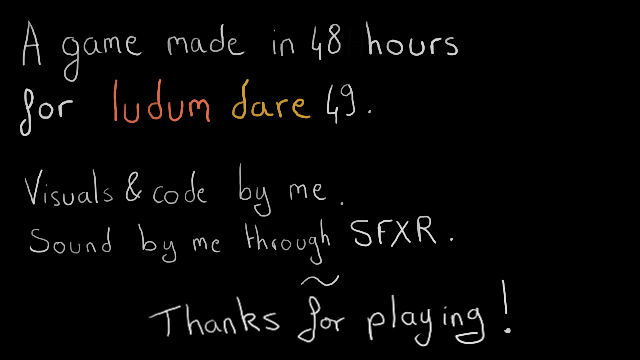 A game made in 48 hours
for ludum dare 49.
Visuals & code by me.
Sound by me through SFXR.
~
Thanks for playing!